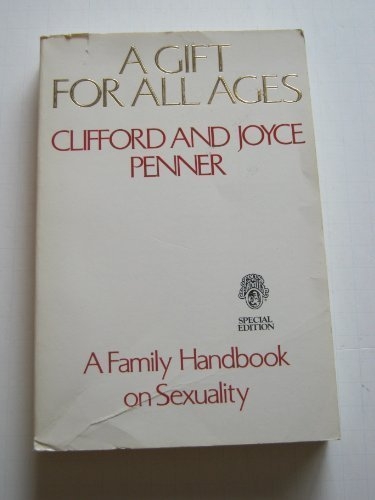 A GIFT
FOR ALL AGES
CLIFFORD AND JOYCE
PENNER
SPECIAL
EDITION
A Family Handbook
on Sexuality